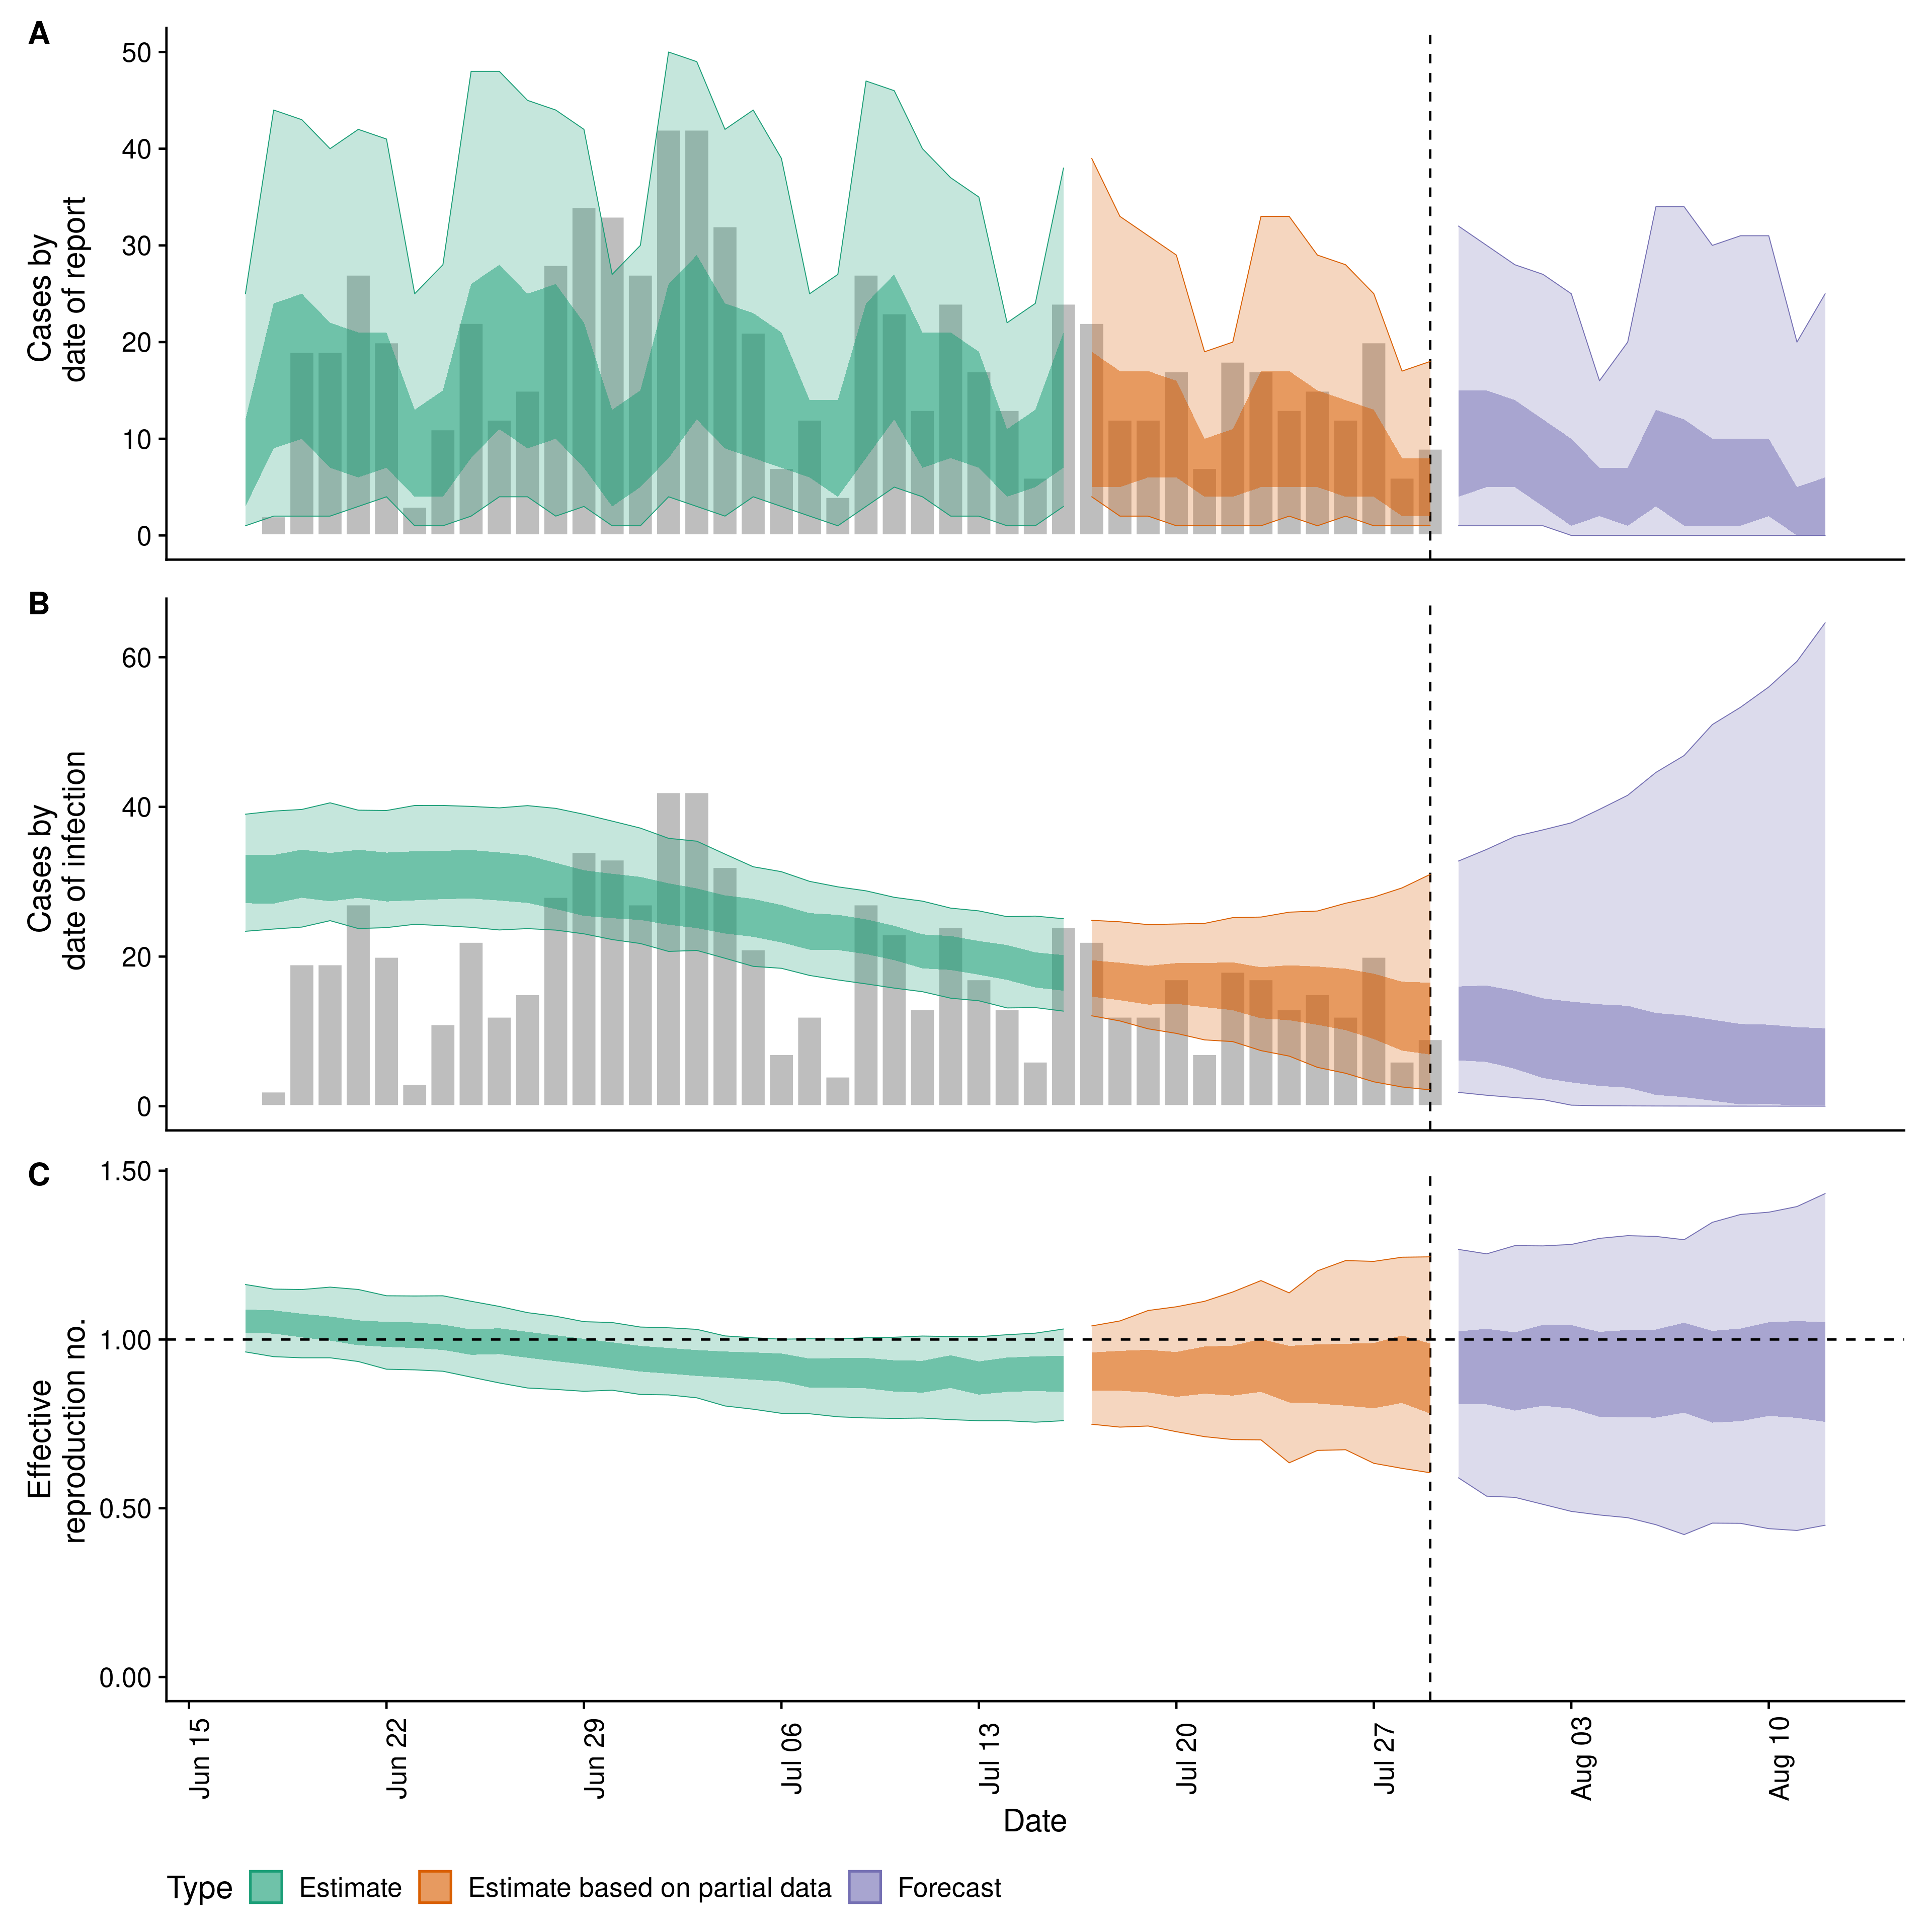 A
50
40
30
20
10
0
Cases by
date of report
B
60
40
20
0
Cases by
date of infection
C
1.50
1.00
0.50
0.00
Effective
reproduction no.
Jun 15
Jun 22
Jun 29
Jul 06
Jul 13
Jul 20
Jul 27
Aug 03
Aug 10
Date
Type Estimate Estimate based on partial data Forecast